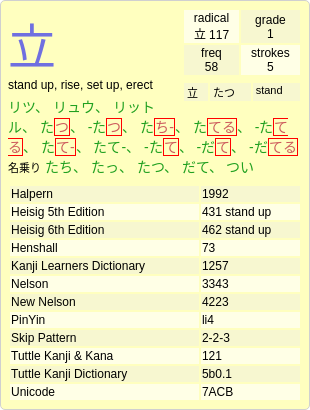 立
radical
立 117
grade
1
freq
58
strokes
5
stand up, rise, set up, erect
立 たつ stand
リツ、 リュウ、 リット
ル、 たつ、 -たつ、 たち-、 たてる、 -たて
る、 たて-、 たて-、 -たて、 -だて、 -だてる
名乗り たち、 たっ、 たつ、 だて、 つい
Halpern 1992
Heisig 5th Edition 431 stand up
Heisig 6th Edition 462 stand up
Henshall 73
Kanji Learners Dictionary 1257
Nelson 3343
New Nelson 4223
PinYin li4
Skip Pattern 2-2-3
Tuttle Kanji & Kana 121
Tuttle Kanji Dictionary 5b0.1
Unicode 7ACB